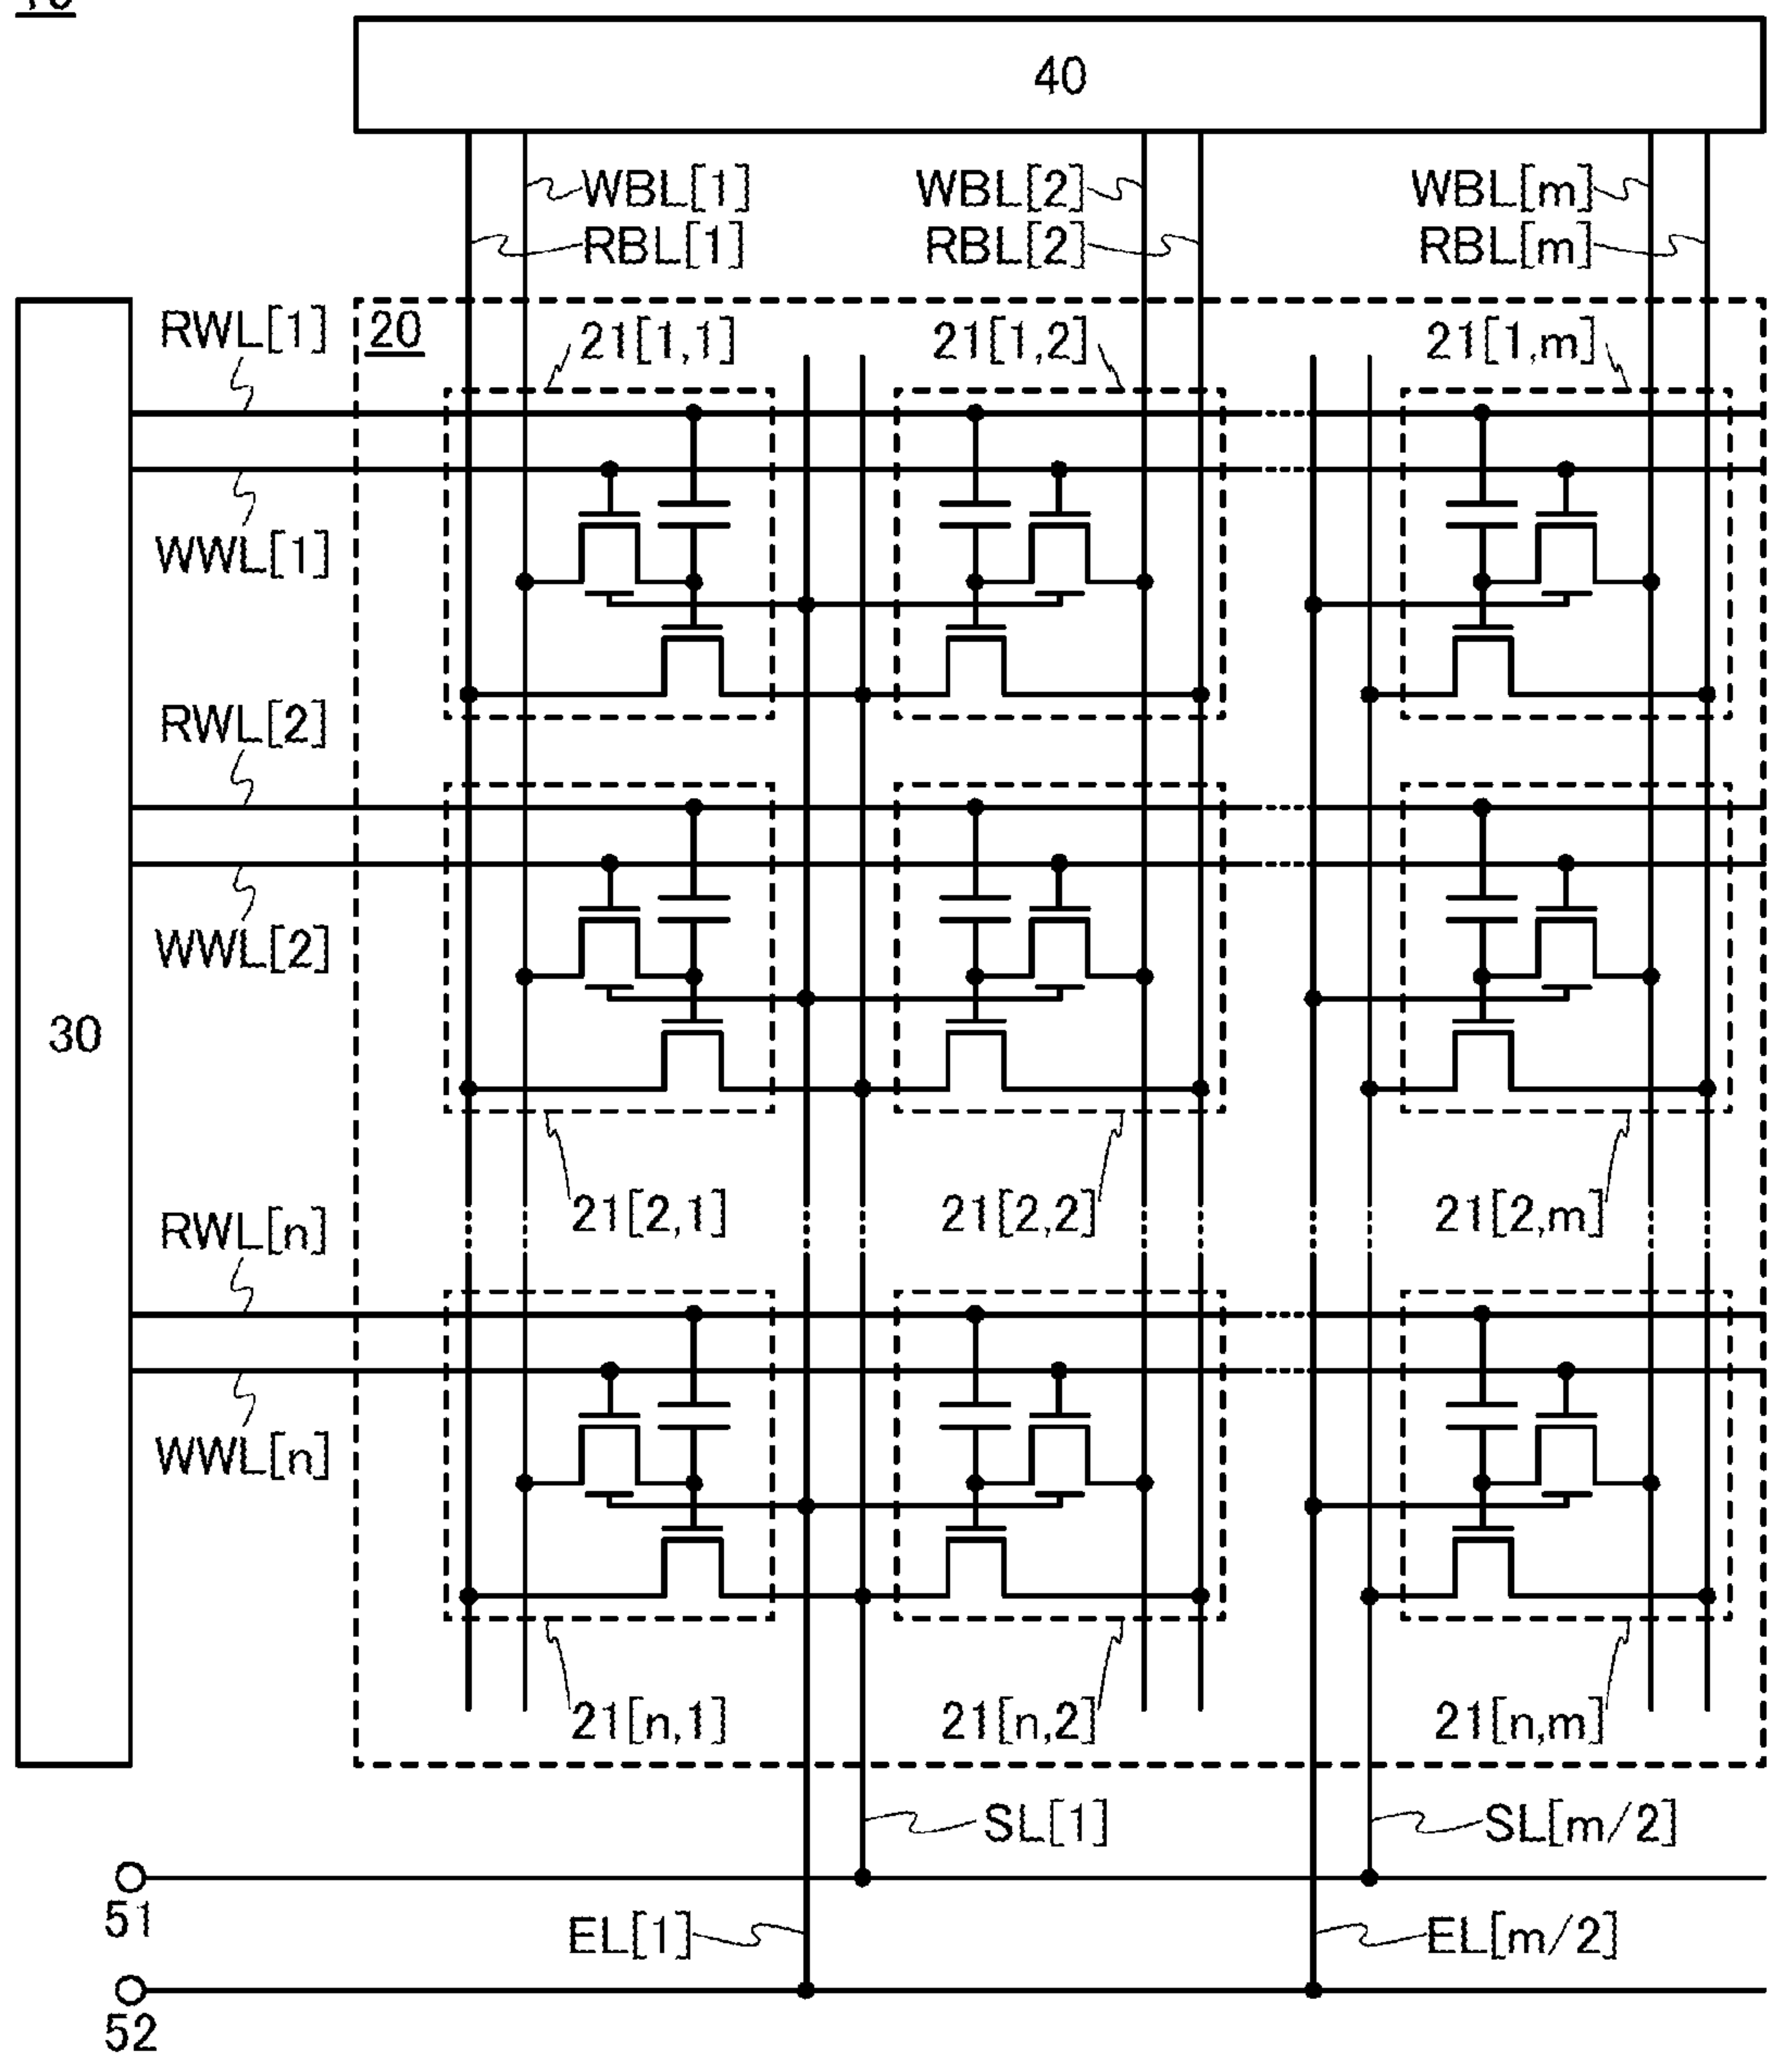 40
WBL[1] WBL[2] WBL[m]
RBL[1] RBL[2] RBL[m]
RWL[1] 20 21[1,1] 21[1,2] 21[1,m]
WWL[1]
RWL[2]
WWL[2]
30
21[2,1] 21[2,2] 21[2,m]
RWL[n]
WWL[n]
21[n,1] 21[n,2] 21[n,m]
SL[1] SL[m/2]
51
EL[1] EL[m/2]
52